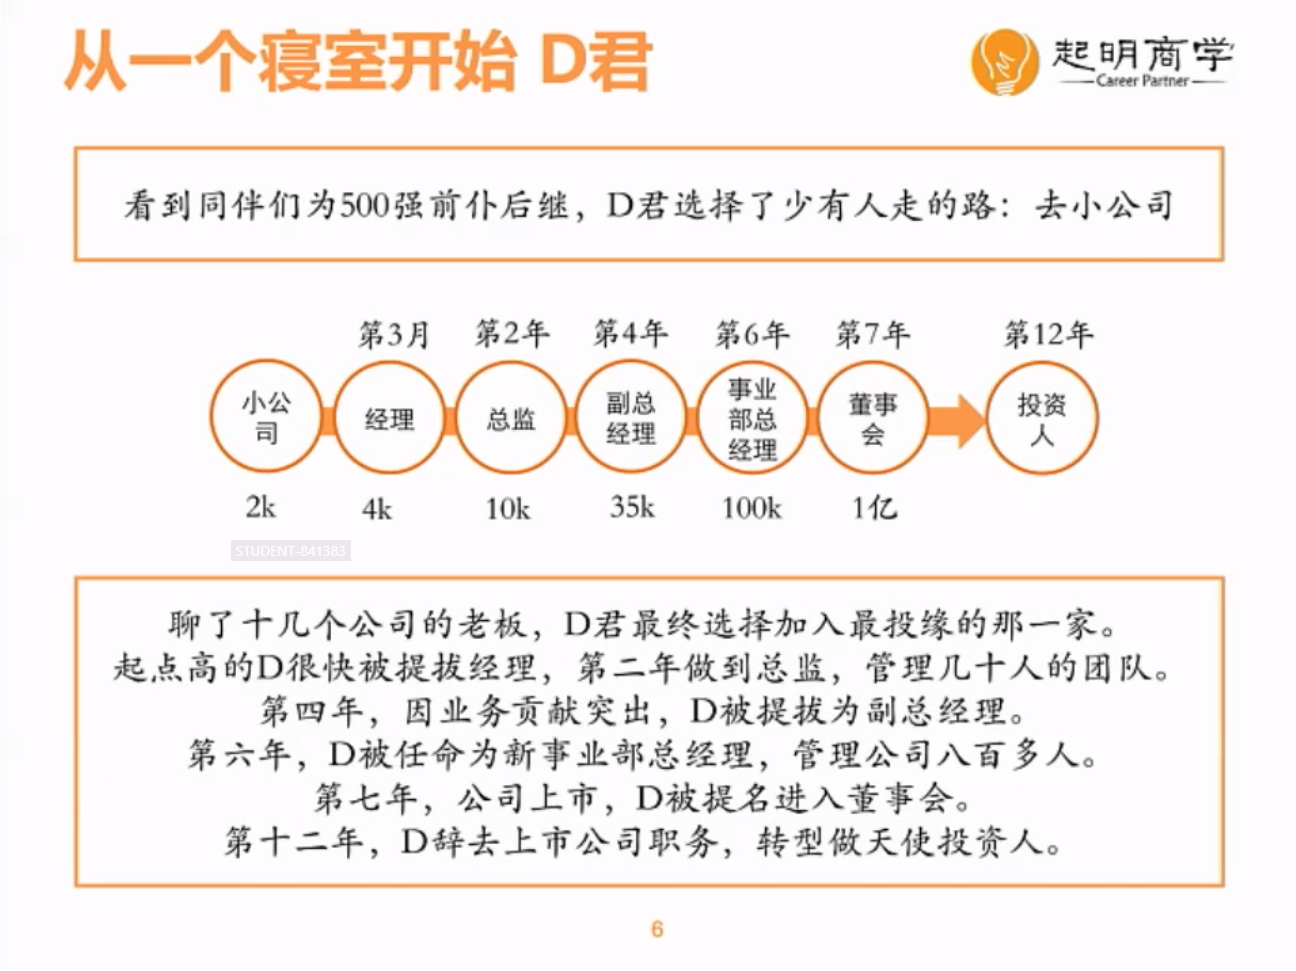 从一个寝室开始 D君
起明商学
Career Partner
看到同伴们为500强前仆后继，D君选择了少有人走的路：去小公司
第3月 第2年 第4年 第6年 第7年 第12年
小公
司
经理
总监
副总
经理
事业
部总
经理
董事
会
投资
人
2k 4k 10k 35k 100k 1亿
STUDENT-841383
聊了十几个公司的老板，D君最终选择加入最投缘的那一家。
起点高的D很快被提拔经理，第二年做到总监，管理几十人的团队。
第四年，因业务贡献突出，D被提拔为副总经理。
第六年，D被任命为新事业部总经理，管理公司八百多人。
第七年，公司上市，D被提名进入董事会。
第十二年，D辞去上市公司职务，转型做天使投资人。
6